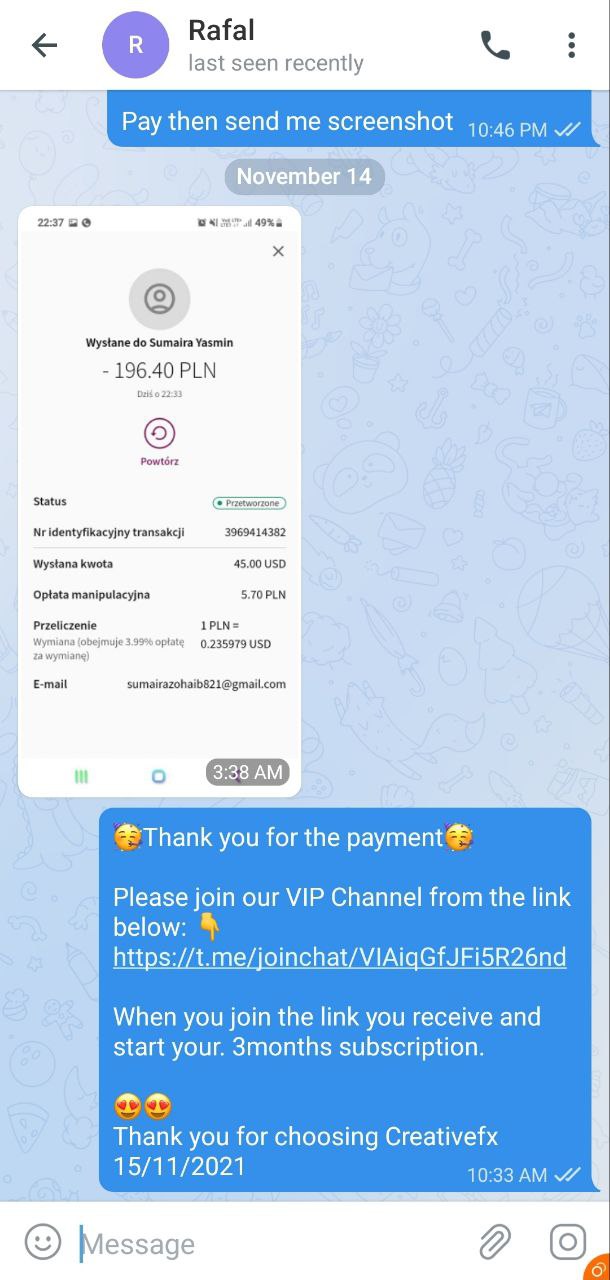 Rafal
R
last seen recently
Pay then send me screenshot 10:46 PM
November 14
22:37 49%
Wysłane do Sumaira Yasmin
- 196.40 PLN
Dziś o 22:33
Powtórz
Status Przetworzone
Nr identyfikacyjny transakcji 3969414382
Wysłana kwota 45.00 USD
Opłata manipulacyjna 5.70 PLN
Przeliczenie 1 PLN =
Wymiana (obejmuje 3.99% opłatę 0.235979 USD
za wymianę)
E-mail sumairazohaib821@gmail.com
3:38 AM
🥳Thank you for the payment🥳
Please join our VIP Channel from the link
below: 👇
https://t.me/joinchat/VIAiqGfJFi5R26nd
When you join the link you receive and
start your. 3months subscription.
😍😍
Thank you for choosing Creativefx
15/11/2021 10:33 AM
Message